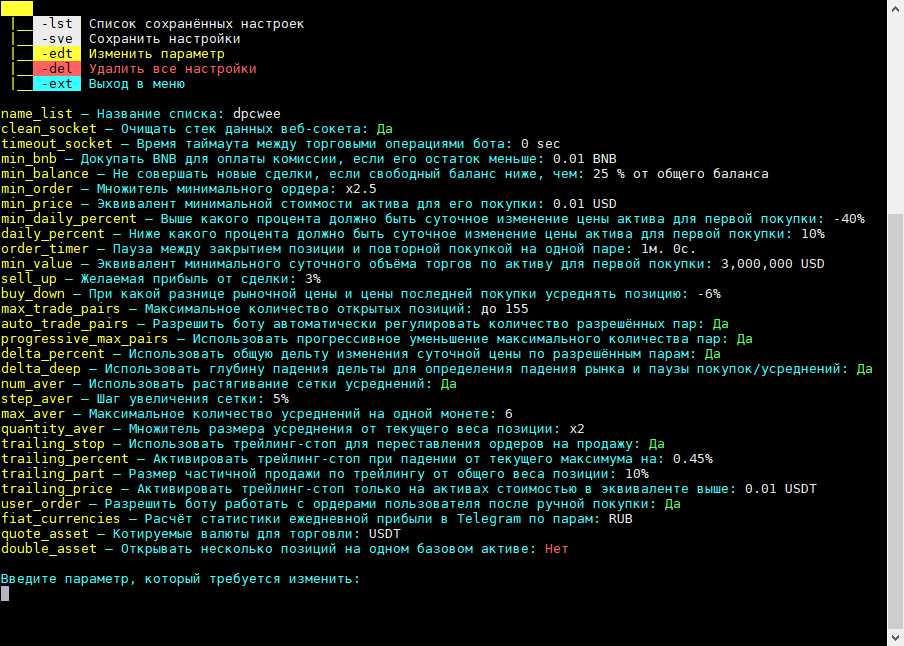 -lst Список сохранённых настроек
-sve Сохранить настройки
-edt Изменить параметр
-del Удалить все настройки
-ext Выход в меню
name_list – Название списка: dpcwee
clean_socket – Очищать стек данных веб-сокета: Да
timeout_socket – Время таймаута между торговыми операциями бота: 0 sec
min_bnb – Докупать BNB для оплаты комиссии, если его остаток меньше: 0.01 BNB
min_balance – Не совершать новые сделки, если свободный баланс ниже, чем: 25 % от общего баланса
min_order – Множитель минимального ордера: x2.5
min_price – Эквивалент минимальной стоимости актива для его покупки: 0.01 USD
min_daily_percent – Выше какого процента должно быть суточное изменение цены актива для первой покупки: -40%
daily_percent – Ниже какого процента должно быть суточное изменение цены актива для первой покупки: 10%
order_timer – Пауза между закрытием позиции и повторной покупкой на одной паре: 1м. 0с.
min_value – Эквивалент минимального суточного объёма торгов по активу для первой покупки: 3,000,000 USD
sell_up – Желаемая прибыль от сделки: 3%
buy_down – При какой разнице рыночной цены и цены последней покупки усреднять позицию: -6%
max_trade_pairs – Максимальное количество открытых позиций: до 155
auto_trade_pairs – Разрешить боту автоматически регулировать количество разрешённых пар: Да
progressive_max_pairs – Использовать прогрессивное уменьшение максимального количества пар: Да
delta_percent – Использовать общую дельту изменения суточной цены по разрешённым парам: Да
delta_deep – Использовать глубину падения дельты для определения падения рынка и паузы покупок/усреднений: Да
num_aver – Использовать растягивание сетки усреднений: Да
step_aver – Шаг увеличения сетки: 5%
max_aver – Максимальное количество усреднений на одной монете: 6
quantity_aver – Множитель размера усреднения от текущего веса позиции: x2
trailing_stop – Использовать трейлинг-стоп для переставления ордеров на продажу: Да
trailing_percent – Активировать трейлинг-стоп при падении от текущего максимума на: 0.45%
trailing_part – Размер частичной продажи по трейлингу от общего веса позиции: 10%
trailing_price – Активировать трейлинг-стоп только на активах стоимостью в эквиваленте выше: 0.01 USDT
user_order – Разрешить боту работать с ордерами пользователя после ручной покупки: Да
fiat_currencies – Расчёт статистики ежедневной прибыли в Telegram по парам: RUB
quote_asset – Котируемые валюты для торговли: USDT
double_asset – Открывать несколько позиций на одном базовом активе: Нет
Введите параметр, который требуется изменить: